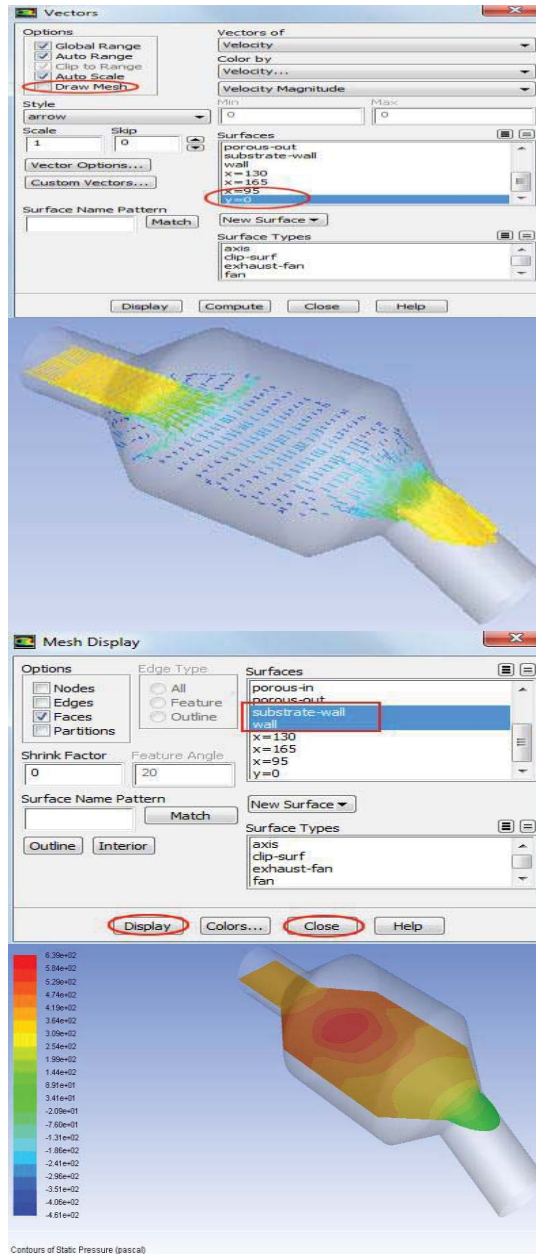 Vectors
Options
Global Range
Auto Range
Clip to Range
Auto Scale
Draw Mesh
Style
arrow
Scale
Skip
1
0
Vector Options...
Custom Vectors...
Surface Name Pattern
Match
Vectors of
Velocity
Color by
Velocity...
Velocity Magnitude
Min
Max
0
0
Surfaces
porous-out
substrate-wall
wall
x=130
x=165
x=95
y=0
New Surface
Surface Types
axis
clip-surf
exhaust-fan
fan
Display
Compute
Close
Help
Mesh Display
Options
Nodes
Edges
Faces
Partitions
Edge Type
All
Feature
Outline
Shrink Factor
Feature Angle
0
20
Surface Name Pattern
Match
Outline
Interior
Surfaces
porous-in
porous-out
substrate-wall
wall
x=130
x=165
x=95
y=0
New Surface
Surface Types
axis
clip-surf
exhaust-fan
fan
Display
Colors...
Close
Help
6.39e+02
5.84e+02
5.29e+02
4.74e+02
4.19e+02
3.64e+02
3.09e+02
2.54e+02
1.99e+02
1.44e+02
8.91e+01
3.41e+01
-2.09e+01
-7.60e+01
-1.31e+02
-1.86e+02
-2.41e+02
-2.96e+02
-3.51e+02
-4.06e+02
-4.61e+02
Contours of Static Pressure (pascal)